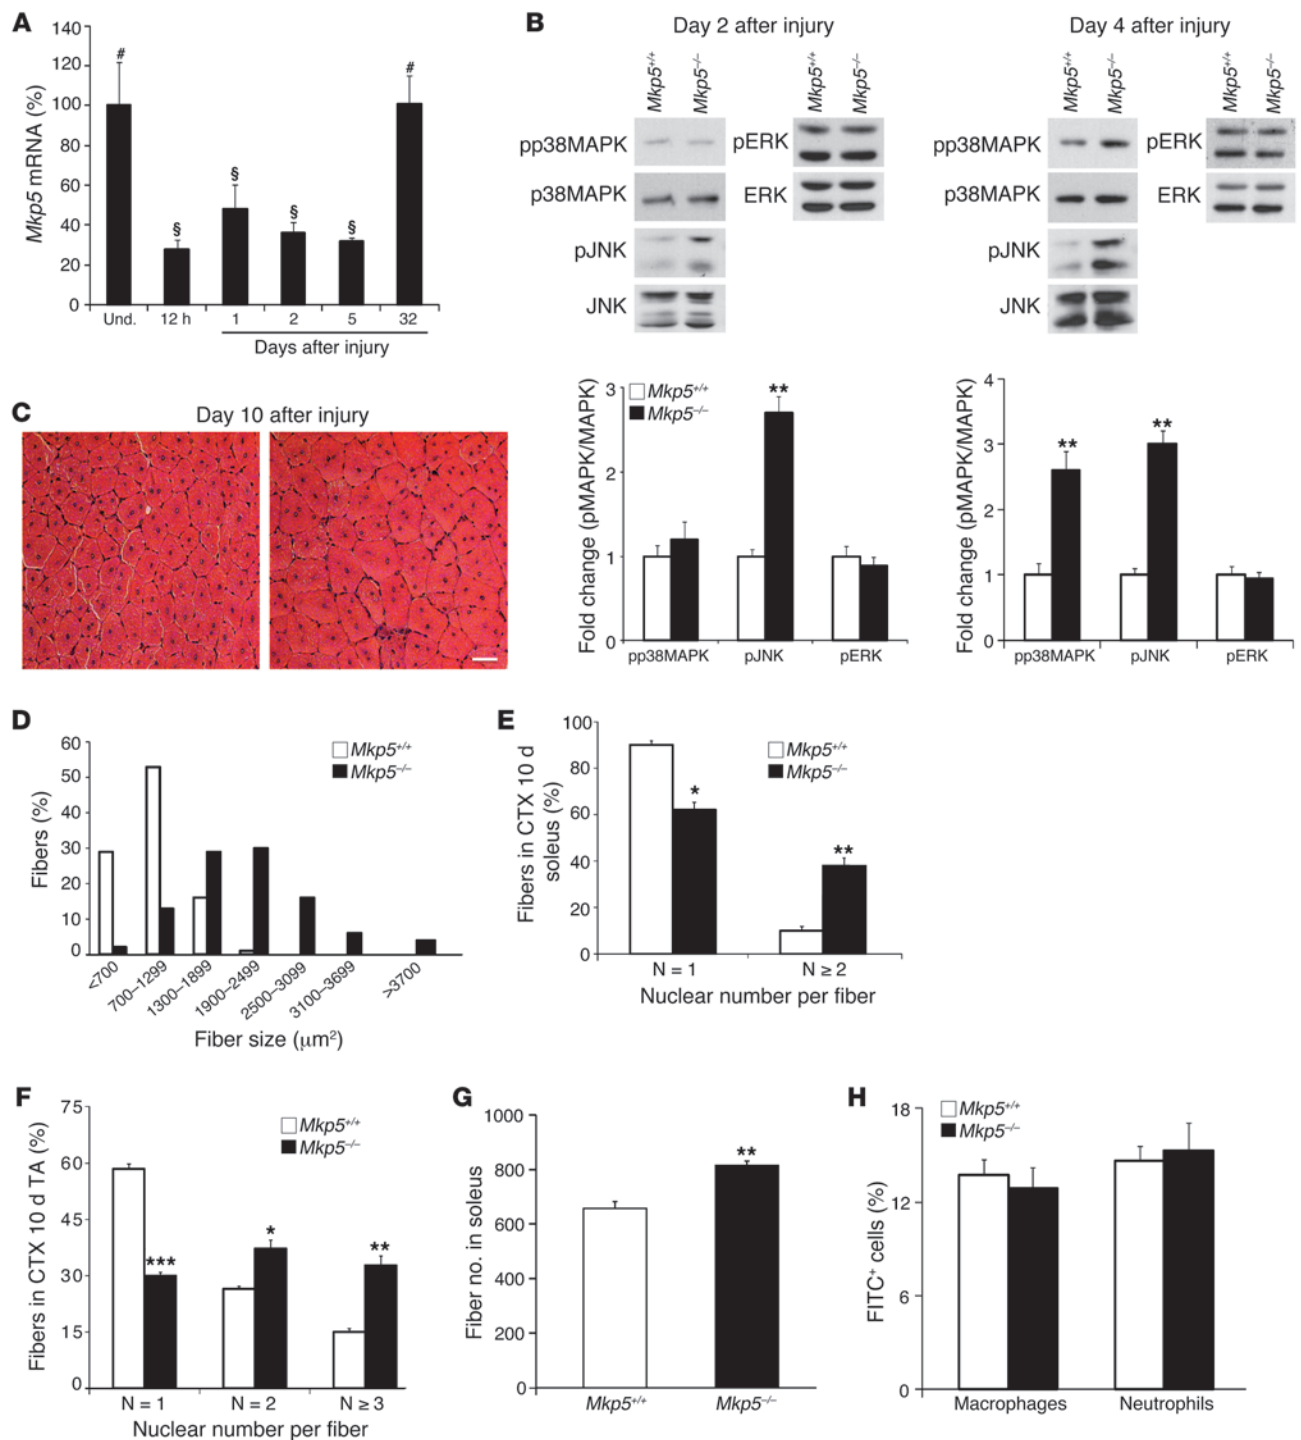 A
Mkp5 mRNA (%)
140
120
100
80
60
40
20
0
#
§
§
§
§
#
Und.
12 h
1
2
5
32
Days after injury
B
Day 2 after injury
Mkp5+/+
Mkp5–/–
Mkp5+/+
Mkp5–/–
pp38MAPK
pERK
p38MAPK
ERK
pJNK
JNK
Day 4 after injury
Mkp5+/+
Mkp5–/–
Mkp5+/+
Mkp5–/–
pp38MAPK
pERK
p38MAPK
ERK
pJNK
JNK
Fold change (pMAPK/MAPK)
3
2
1
0
Mkp5+/+
Mkp5–/–
**
pp38MAPK
pJNK
pERK
Fold change (pMAPK/MAPK)
4
3
2
1
0
**
**
pp38MAPK
pJNK
pERK
C
Day 10 after injury
D
Fibers (%)
60
50
40
30
20
10
0
Mkp5+/+
Mkp5–/–
<700
700–1299
1300–1899
1900–2499
2500–3099
3100–3699
>3700
Fiber size (μm²)
E
Fibers in CTX 10 d
soleus (%)
100
80
60
40
20
0
Mkp5+/+
Mkp5–/–
*
**
N = 1
N ≥ 2
Nuclear number per fiber
F
Fibers in CTX 10 d TA (%)
75
60
45
30
15
0
Mkp5+/+
Mkp5–/–
***
*
**
N = 1
N = 2
N ≥ 3
Nuclear number per fiber
G
Fiber no. in soleus
1000
800
600
400
200
0
**
Mkp5+/+
Mkp5–/–
H
FITC+ cells (%)
18
12
6
0
Mkp5+/+
Mkp5–/–
Macrophages
Neutrophils